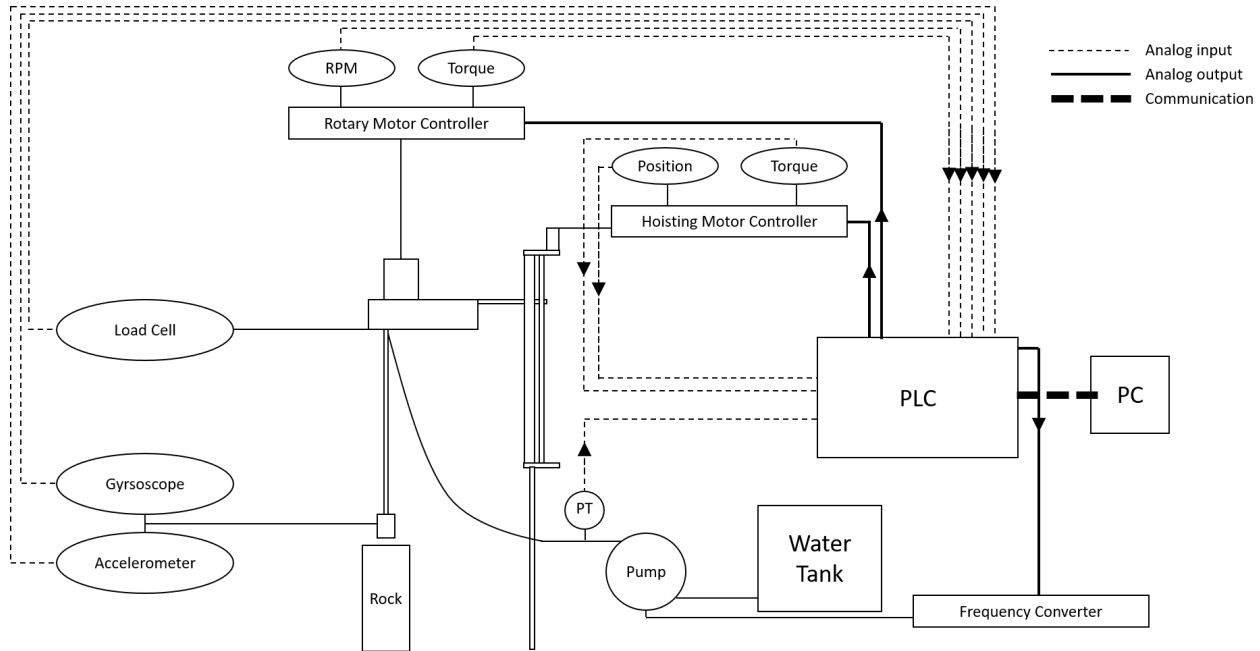 RPM
Torque
Rotary Motor Controller
Analog input
Analog output
Communication
Position
Torque
Hoisting Motor Controller
Load Cell
PLC
PC
Gyrsoscope
Accelerometer
PT
Rock
Pump
Water
Tank
Frequency Converter